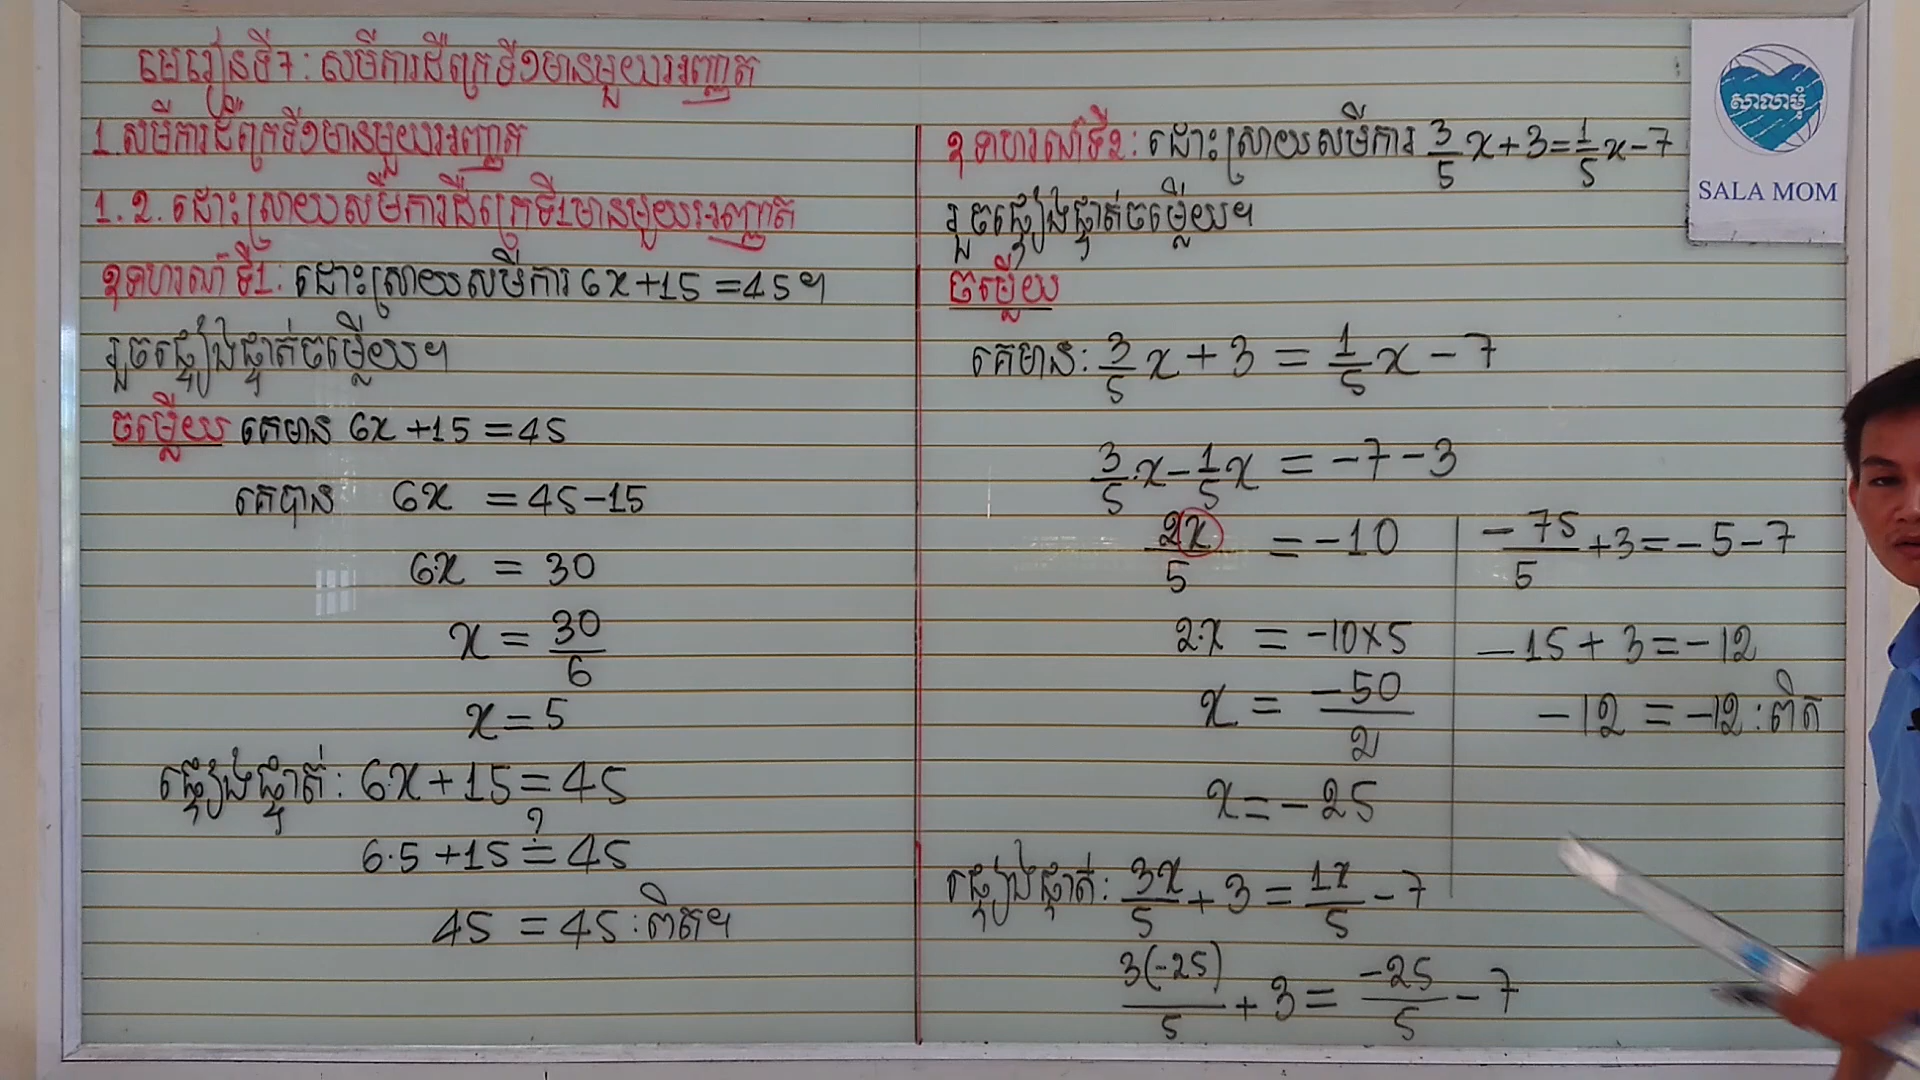 មេរៀនទី7: សមីការដឺក្រេទី១មានមួយអញ្ញាត
1.សមីការដឺក្រេទី១មានមួយអញ្ញាត
1.2.ដោះស្រាយសមីការដឺក្រេទី1មានមួយអញ្ញាត
ឧទាហរណ៍ទី1: ដោះស្រាយសមីការ 6x+15=45។
រួចផ្ទៀងផ្ទាត់ចម្លើយ។
ចម្លើយ គេមាន 6x+15=45
គេបាន 6x = 45-15
6x = 30
x = 30/6
x = 5
ផ្ទៀងផ្ទាត់: 6x+15=45
6·5+15≟45
45 = 45 :ពិត។
ឧទាហរណ៍ទី2: ដោះស្រាយសមីការ 3/5 x+3=1/5 x-7
រួចផ្ទៀងផ្ទាត់ចម្លើយ។
ចម្លើយ
គេមាន: 3/5 x + 3 = 1/5 x - 7
3/5 x - 1/5 x = -7-3
2x/5 = -10
2·x = -10×5
x = -50/2
x = -25
ផ្ទៀងផ្ទាត់: 3x/5 + 3 = 1x/5 - 7
3(-25)/5 + 3 = -25/5 - 7
-75/5 +3=-5-7
-15+3=-12
-12 = -12 :ពិត
សាលាមុំ
SALA MOM